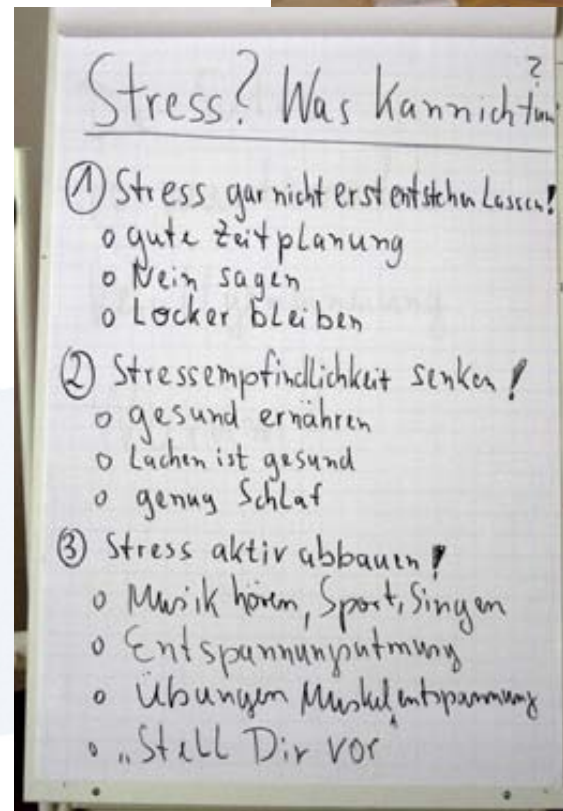 Stress? Was kann ich tun?
① Stress gar nicht erst entstehen Lassen!
o gute Zeitplanung
o Nein sagen
o Locker bleiben
② Stressempfindlichkeit senken!
o gesund ernähren
o Lachen ist gesund
o genug Schlaf
③ Stress aktiv abbauen!
o Musik hören, Sport, Singen
o Entspannungsatmung
o Übungen Muskelentspannung
o „Stell Dir vor"